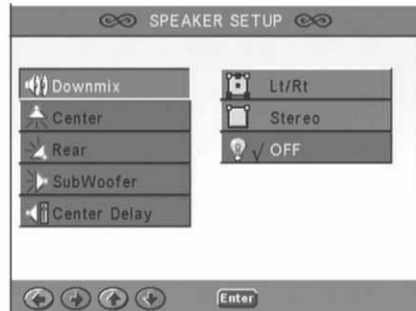 SPEAKER SETUP
Downmix
Center
Rear
SubWoofer
Center Delay
Lt/Rt
Stereo
√ OFF
Enter